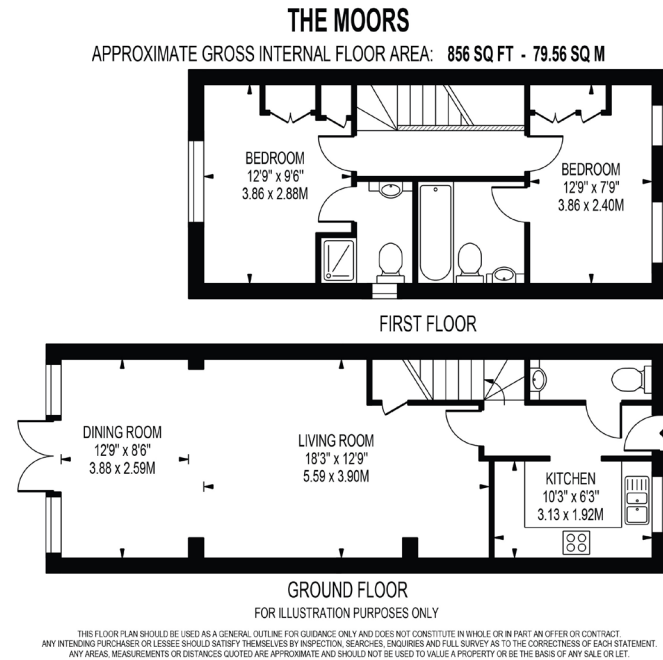 THE MOORS
APPROXIMATE GROSS INTERNAL FLOOR AREA: 856 SQ FT - 79.56 SQ M
BEDROOM
12'9" x 9'6"
3.86 x 2.88M
BEDROOM
12'9" x 7'9"
3.86 x 2.40M
FIRST FLOOR
DINING ROOM
12'9" x 8'6"
3.88 x 2.59M
LIVING ROOM
18'3" x 12'9"
5.59 x 3.90M
KITCHEN
10'3" x 6'3"
3.13 x 1.92M
GROUND FLOOR
FOR ILLUSTRATION PURPOSES ONLY
THIS FLOOR PLAN SHOULD BE USED AS A GENERAL OUTLINE FOR GUIDANCE ONLY AND DOES NOT CONSTITUTE IN WHOLE OR IN PART AN OFFER OR CONTRACT.
ANY INTENDING PURCHASER OR LESSEE SHOULD SATISFY THEMSELVES BY INSPECTION, SEARCHES, ENQUIRIES AND FULL SURVEY AS TO THE CORRECTNESS OF EACH STATEMENT.
ANY AREAS, MEASUREMENTS OR DISTANCES QUOTED ARE APPROXIMATE AND SHOULD NOT BE USED TO VALUE A PROPERTY OR BE THE BASIS OF ANY SALE OR LET.